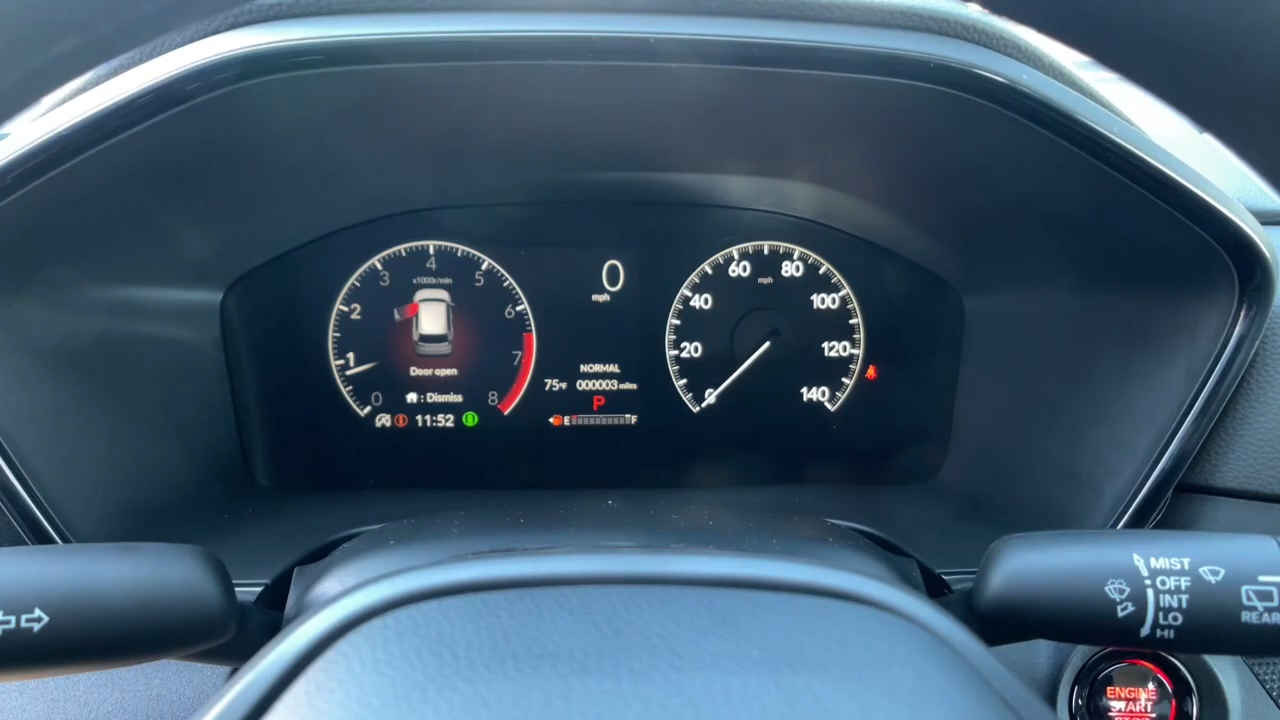 4
3
5
x1000r/min
2
6
1
7
Door open
0
8
: Dismiss
11:52
0
mph
NORMAL
75°F 000003 miles
P
E
F
60
80
mph
40
100
20
120
0
140
MIST
OFF
INT
LO
HI
REAR
ENGINE
START
STOP